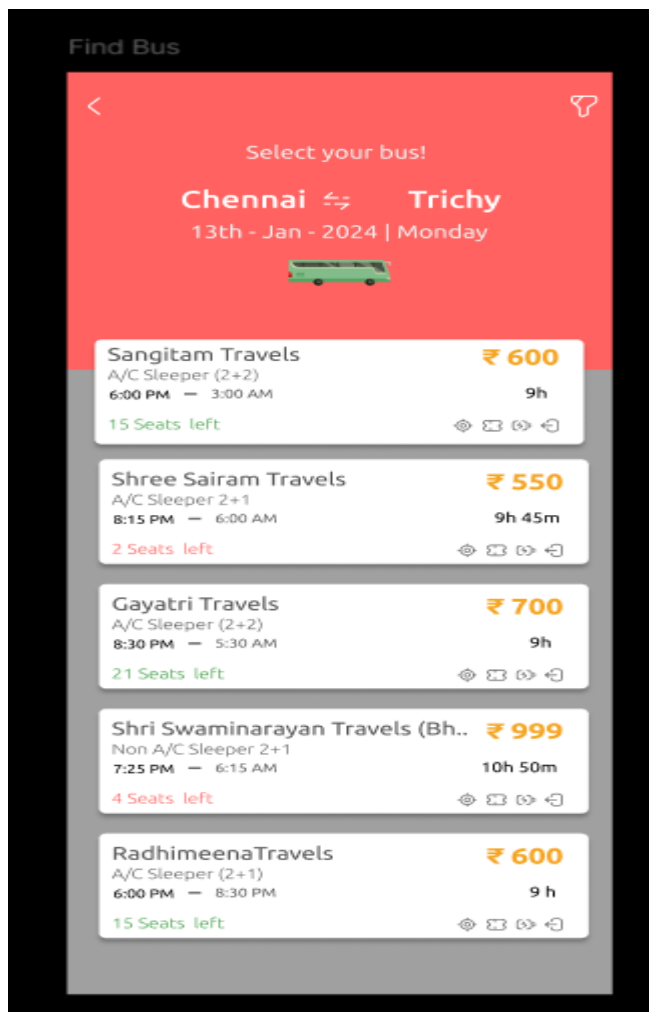 Find Bus
Select your bus!
Chennai Trichy
13th - Jan - 2024 | Monday
Sangitam Travels ₹ 600
A/C Sleeper (2+2)
6:00 PM — 3:00 AM 9h
15 Seats left
Shree Sairam Travels ₹ 550
A/C Sleeper 2+1
8:15 PM — 6:00 AM 9h 45m
2 Seats left
Gayatri Travels ₹ 700
A/C Sleeper (2+2)
8:30 PM — 5:30 AM 9h
21 Seats left
Shri Swaminarayan Travels (Bh.. ₹ 999
Non A/C Sleeper 2+1
7:25 PM — 6:15 AM 10h 50m
4 Seats left
RadhimeenaTravels ₹ 600
A/C Sleeper (2+1)
6:00 PM — 8:30 PM 9 h
15 Seats left